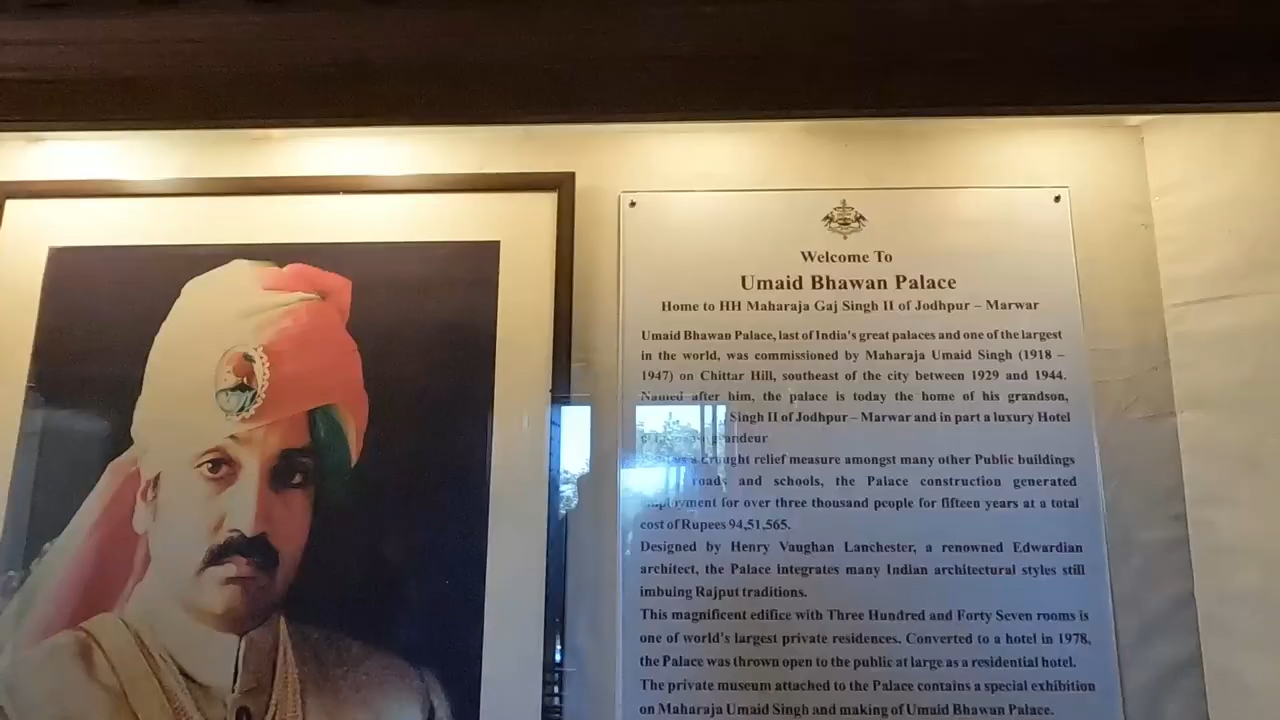 Welcome To
Umaid Bhawan Palace
Home to HH Maharaja Gaj Singh II of Jodhpur – Marwar
Umaid Bhawan Palace, last of India's great palaces and one of the largest
in the world, was commissioned by Maharaja Umaid Singh (1918 –
1947) on Chittar Hill, southeast of the city between 1929 and 1944.
Named after him, the palace is today the home of his grandson,
Singh II of Jodhpur – Marwar and in part a luxury Hotel
grandeur
a drought relief measure amongst many other Public buildings
roads and schools, the Palace construction generated
employment for over three thousand people for fifteen years at a total
cost of Rupees 94,51,565.
Designed by Henry Vaughan Lanchester, a renowned Edwardian
architect, the Palace integrates many Indian architectural styles still
imbuing Rajput traditions.
This magnificent edifice with Three Hundred and Forty Seven rooms is
one of world's largest private residences. Converted to a hotel in 1978,
the Palace was thrown open to the public at large as a residential hotel.
The private museum attached to the Palace contains a special exhibition
on Maharaja Umaid Singh and making of Umaid Bhawan Palace.